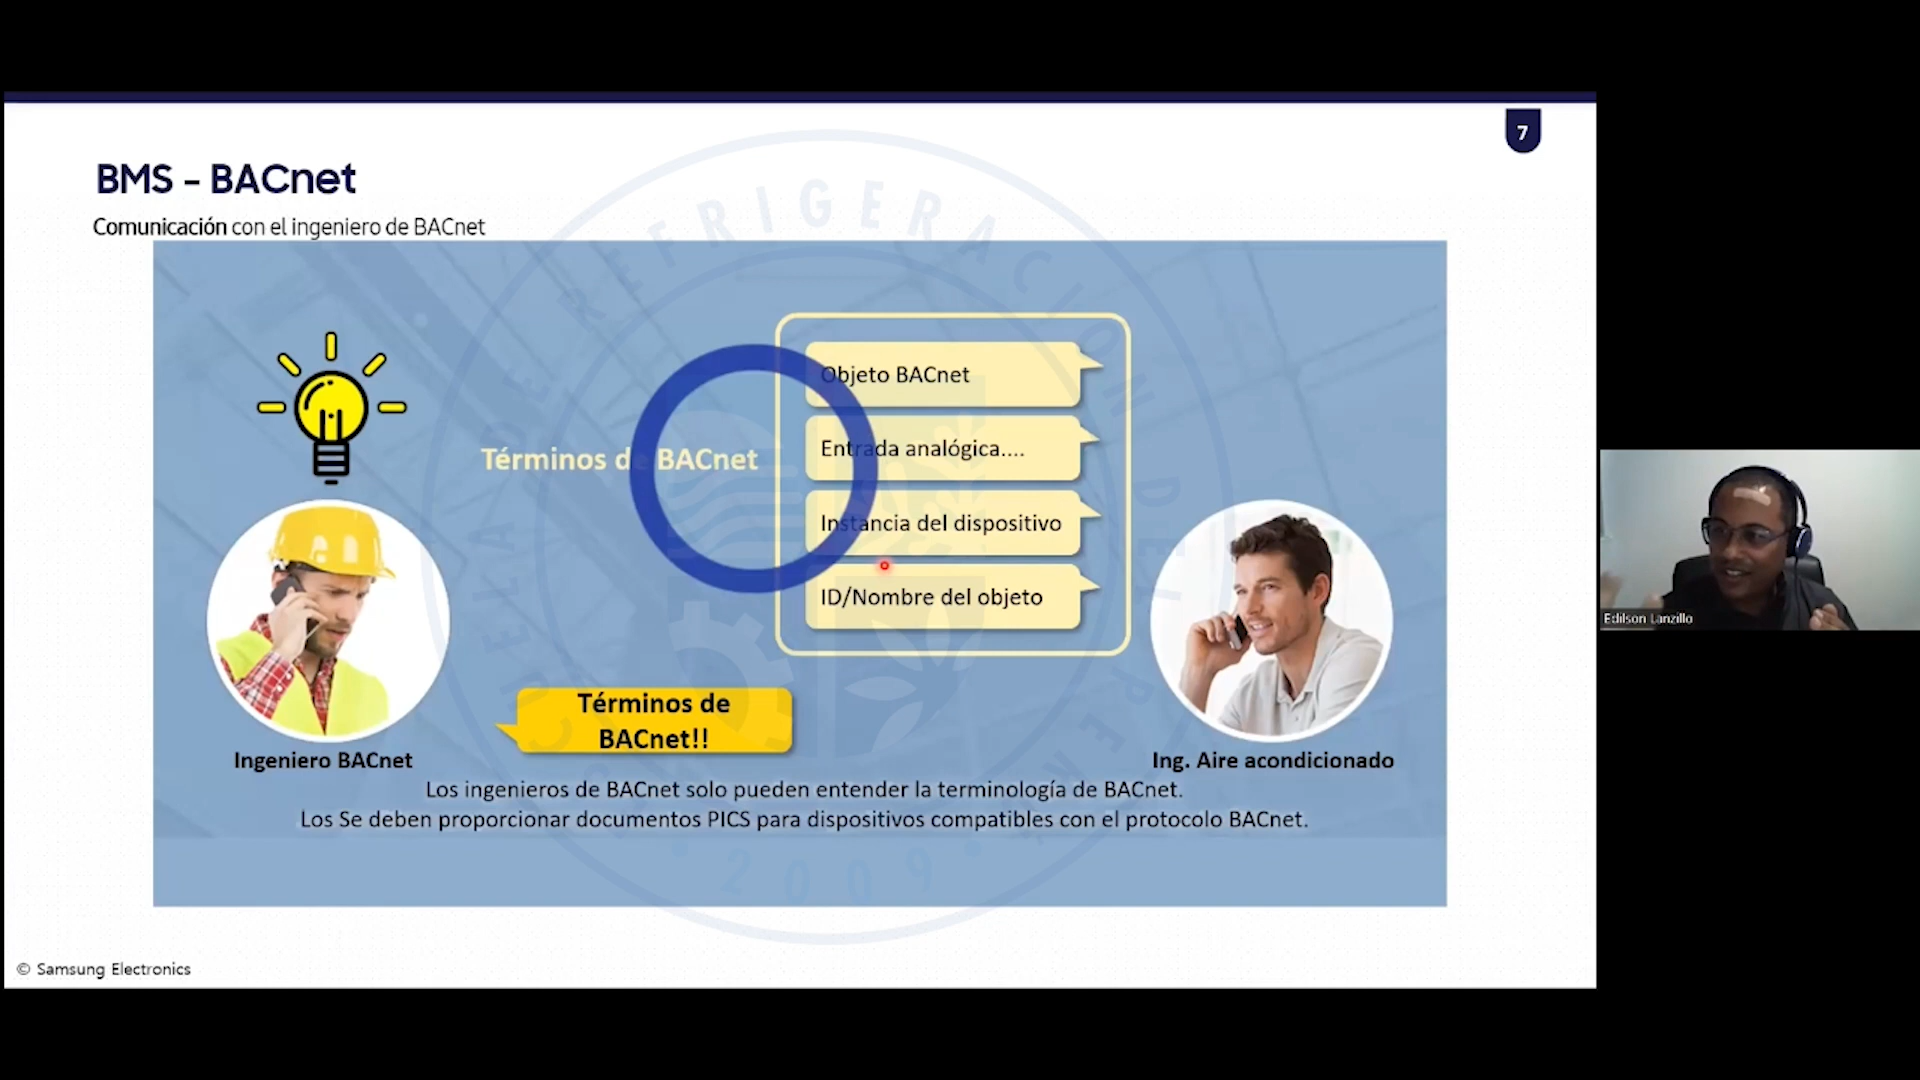 7
BMS - BACnet
Comunicación con el ingeniero de BACnet
REFRIGERACION
Objeto BACnet
Entrada analógica....
Términos de BACnet
Instancia del dispositivo
ID/Nombre del objeto
Edilson Lanzillo
Términos de
BACnet!!
Ingeniero BACnet
Ing. Aire acondicionado
Los ingenieros de BACnet solo pueden entender la terminología de BACnet.
Los Se deben proporcionar documentos PICS para dispositivos compatibles con el protocolo BACnet.
2009
© Samsung Electronics